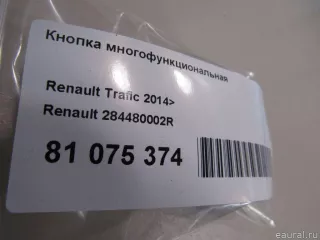 Кнопка многофункциональная
Renault Trafic 2014>
Renault 284480002R
81 075 374
eaural.ru